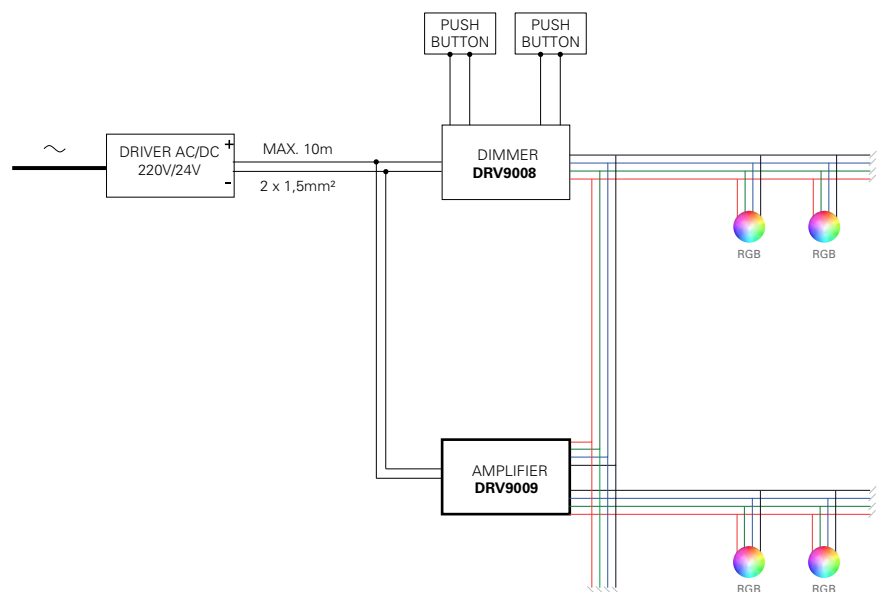 PUSH
BUTTON
PUSH
BUTTON
DRIVER AC/DC
220V/24V
+
-
MAX. 10m
2 x 1,5mm²
DIMMER
DRV9008
RGB
RGB
AMPLIFIER
DRV9009
RGB
RGB